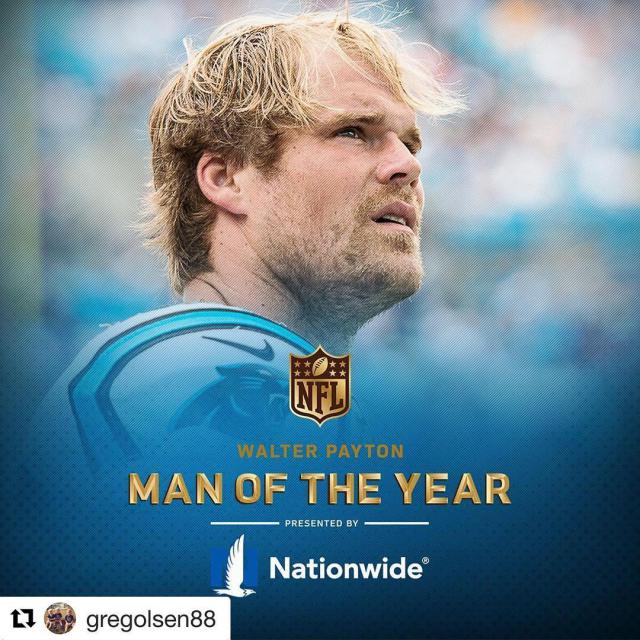 NFL
WALTER PAYTON
MAN OF THE YEAR
PRESENTED BY
Nationwide®
gregolsen88